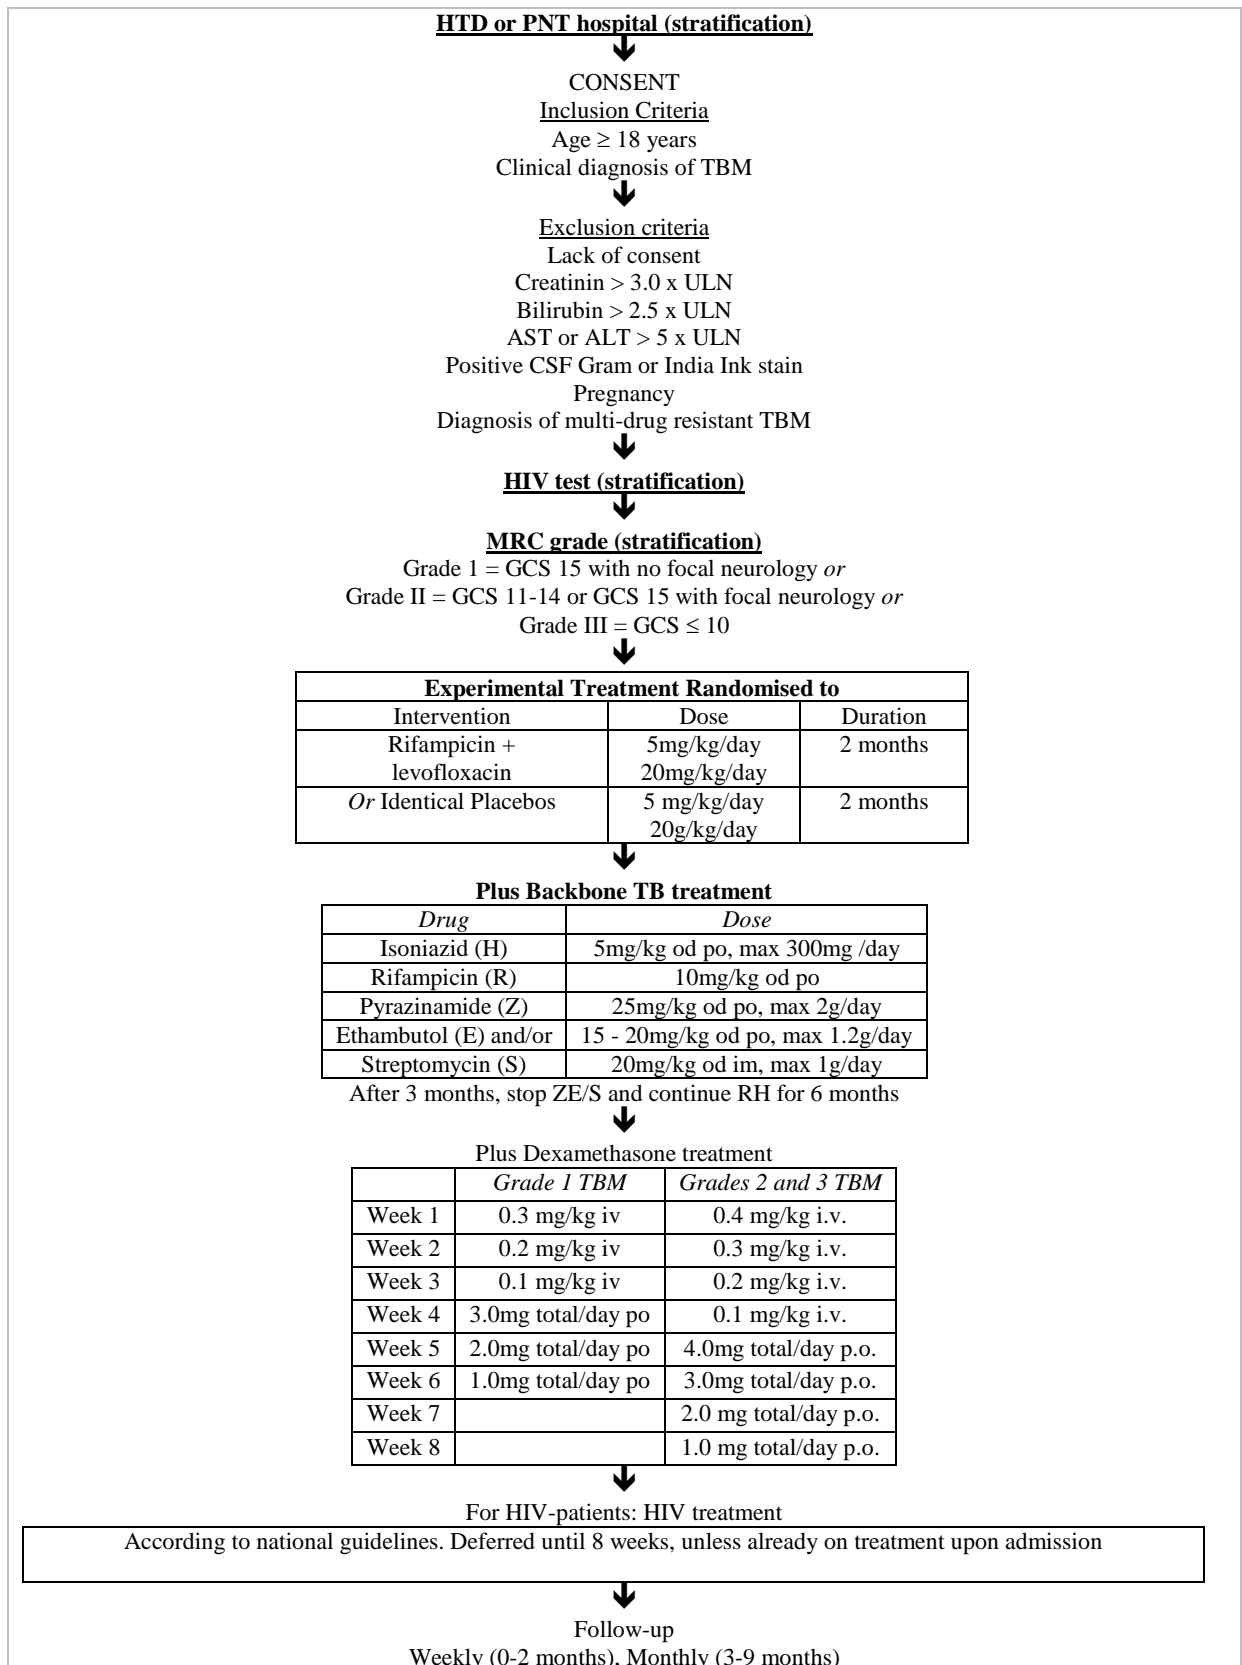 HTD or PNT hospital (stratification)
CONSENT
Inclusion Criteria
Age ≥ 18 years
Clinical diagnosis of TBM
Exclusion criteria
Lack of consent
Creatinin > 3.0 x ULN
Bilirubin > 2.5 x ULN
AST or ALT > 5 x ULN
Positive CSF Gram or India Ink stain
Pregnancy
Diagnosis of multi-drug resistant TBM
HIV test (stratification)
MRC grade (stratification)
Grade 1 = GCS 15 with no focal neurology or
Grade II = GCS 11-14 or GCS 15 with focal neurology or
Grade III = GCS ≤ 10
Experimental Treatment Randomised to
Intervention Dose Duration
Rifampicin + 5mg/kg/day 2 months
levofloxacin 20mg/kg/day
Or Identical Placebos 5 mg/kg/day 2 months
20g/kg/day
Plus Backbone TB treatment
Drug Dose
Isoniazid (H) 5mg/kg od po, max 300mg /day
Rifampicin (R) 10mg/kg od po
Pyrazinamide (Z) 25mg/kg od po, max 2g/day
Ethambutol (E) and/or 15 - 20mg/kg od po, max 1.2g/day
Streptomycin (S) 20mg/kg od im, max 1g/day
After 3 months, stop ZE/S and continue RH for 6 months
Plus Dexamethasone treatment
Grade 1 TBM Grades 2 and 3 TBM
Week 1 0.3 mg/kg iv 0.4 mg/kg i.v.
Week 2 0.2 mg/kg iv 0.3 mg/kg i.v.
Week 3 0.1 mg/kg iv 0.2 mg/kg i.v.
Week 4 3.0mg total/day po 0.1 mg/kg i.v.
Week 5 2.0mg total/day po 4.0mg total/day p.o.
Week 6 1.0mg total/day po 3.0mg total/day p.o.
Week 7 2.0 mg total/day p.o.
Week 8 1.0 mg total/day p.o.
For HIV-patients: HIV treatment
According to national guidelines. Deferred until 8 weeks, unless already on treatment upon admission
Follow-up
Weekly (0-2 months), Monthly (3-9 months)